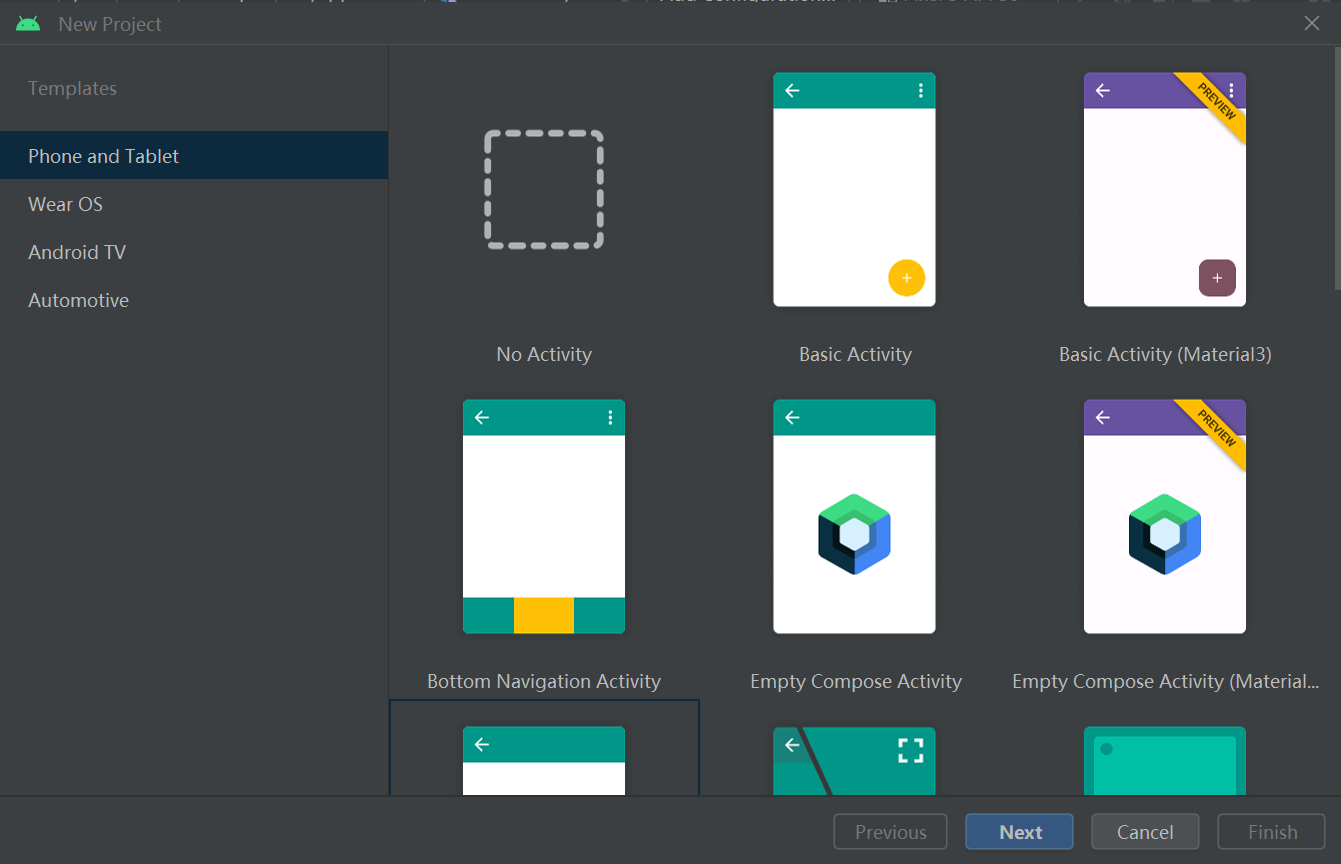 New Project
Templates
Phone and Tablet
Wear OS
Android TV
Automotive
PREVIEW
No Activity
Basic Activity
Basic Activity (Material3)
PREVIEW
Bottom Navigation Activity
Empty Compose Activity
Empty Compose Activity (Material...
Previous
Next
Cancel
Finish